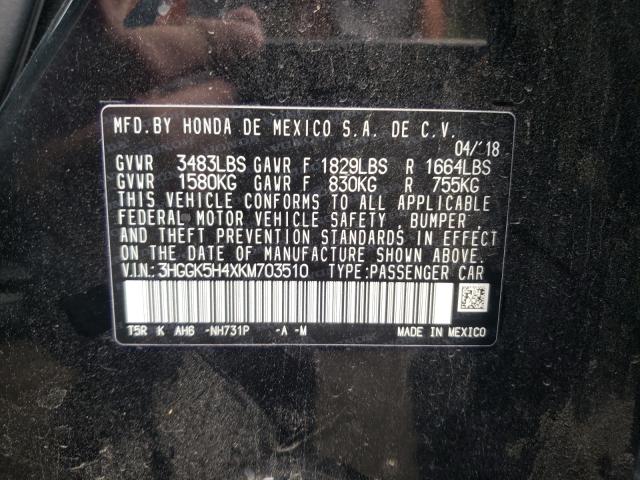 MFD.BY HONDA DE MEXICO S.A. DE C.V.
04/'18
GVWR 3483LBS GAWR F 1829LBS R 1664LBS
GVWR 1580KG GAWR F 830KG R 755KG
THIS VEHICLE CONFORMS TO ALL APPLICABLE
FEDERAL MOTOR VEHICLE SAFETY, BUMPER,
AND THEFT PREVENTION STANDARDS IN EFFECT
ON THE DATE OF MANUFACTURE SHOWN ABOVE.
V.I.N.: 3HGGK5H4XKM703510 TYPE:PASSENGER CAR
T5R K AH6 -NH731P -A -M MADE IN MEXICO